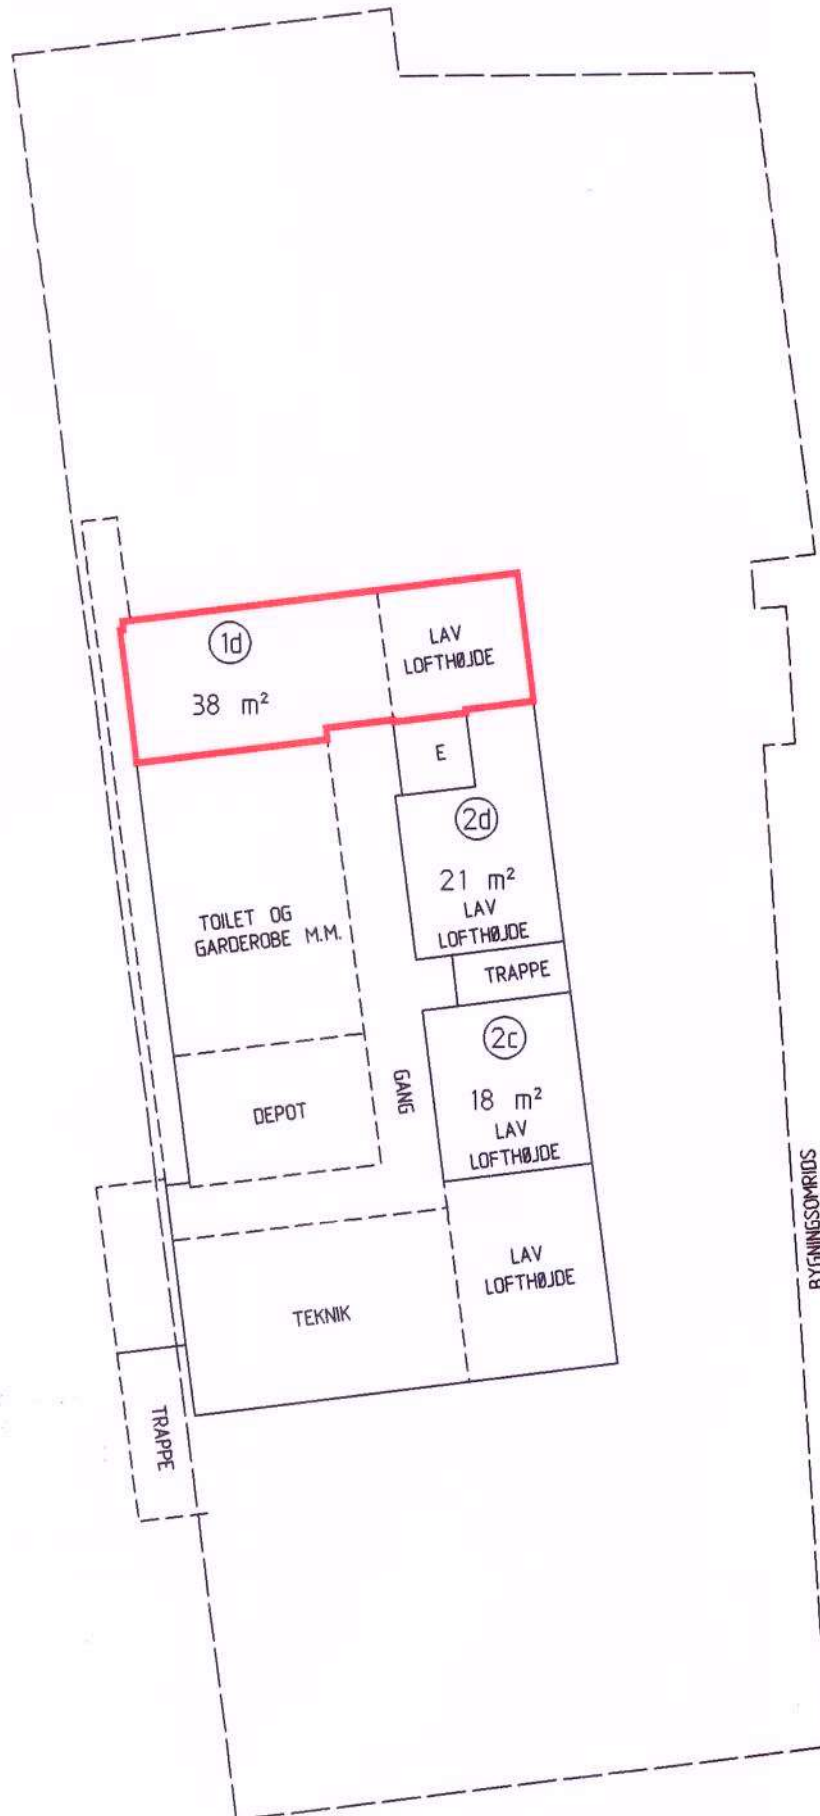 1d
38 m²
LAV
LOFTHØJDE
E
2d
21 m²
LAV
LOFTHØJDE
TOILET OG
GARDEROBE M.M.
TRAPPE
2c
18 m²
LAV
LOFTHØJDE
GANG
DEPOT
BYGNINGSOMRIDS
LAV
LOFTHØJDE
TEKNIK
TRAPPE